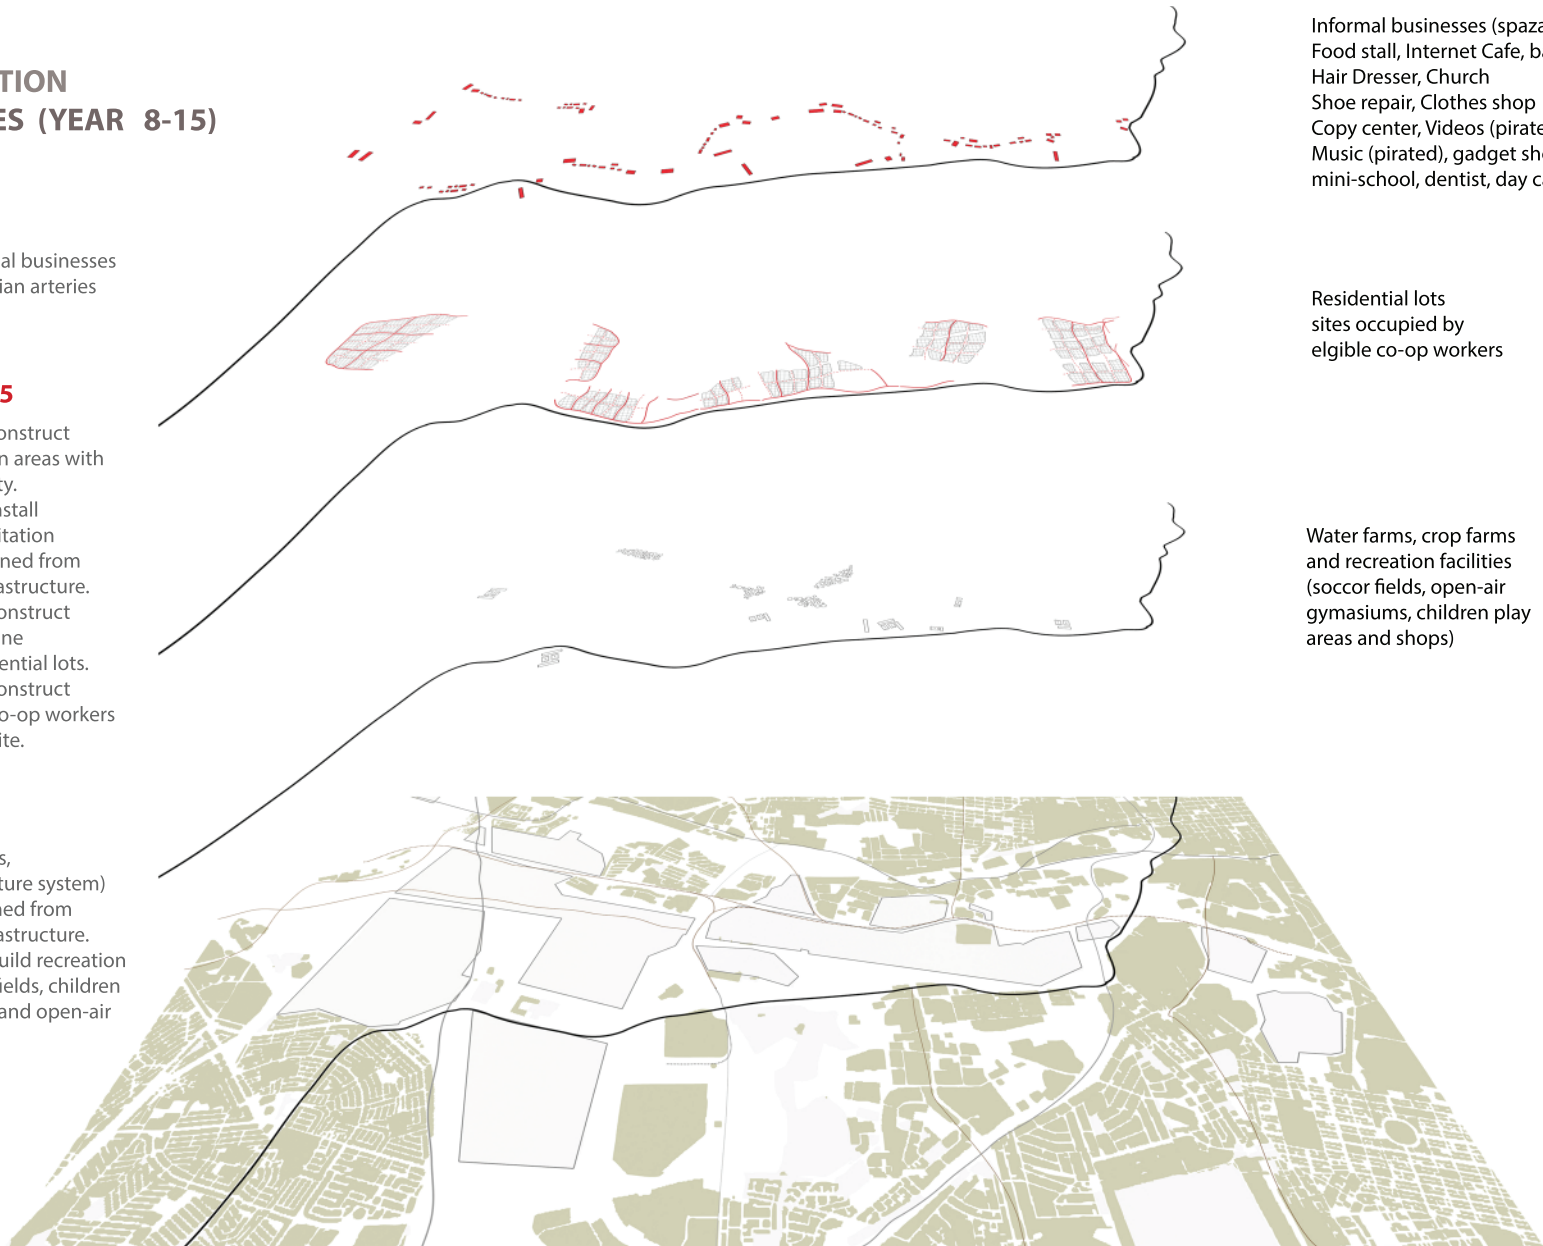 TION
ES (YEAR 8-15)
al businesses
ian arteries
5
onstruct
n areas with
ty.
nstall
itation
ned from
astructure.
onstruct
ne
ential lots.
onstruct
o-op workers
ite.
s,
ture system)
ned from
astructure.
uild recreation
ields, children
and open-air
Informal businesses (spaza
Food stall, Internet Cafe, ba
Hair Dresser, Church
Shoe repair, Clothes shop
Copy center, Videos (pirate
Music (pirated), gadget sho
mini-school, dentist, day ca
Residential lots
sites occupied by
elgible co-op workers
Water farms, crop farms
and recreation facilities
(soccor fields, open-air
gymasiums, children play
areas and shops)